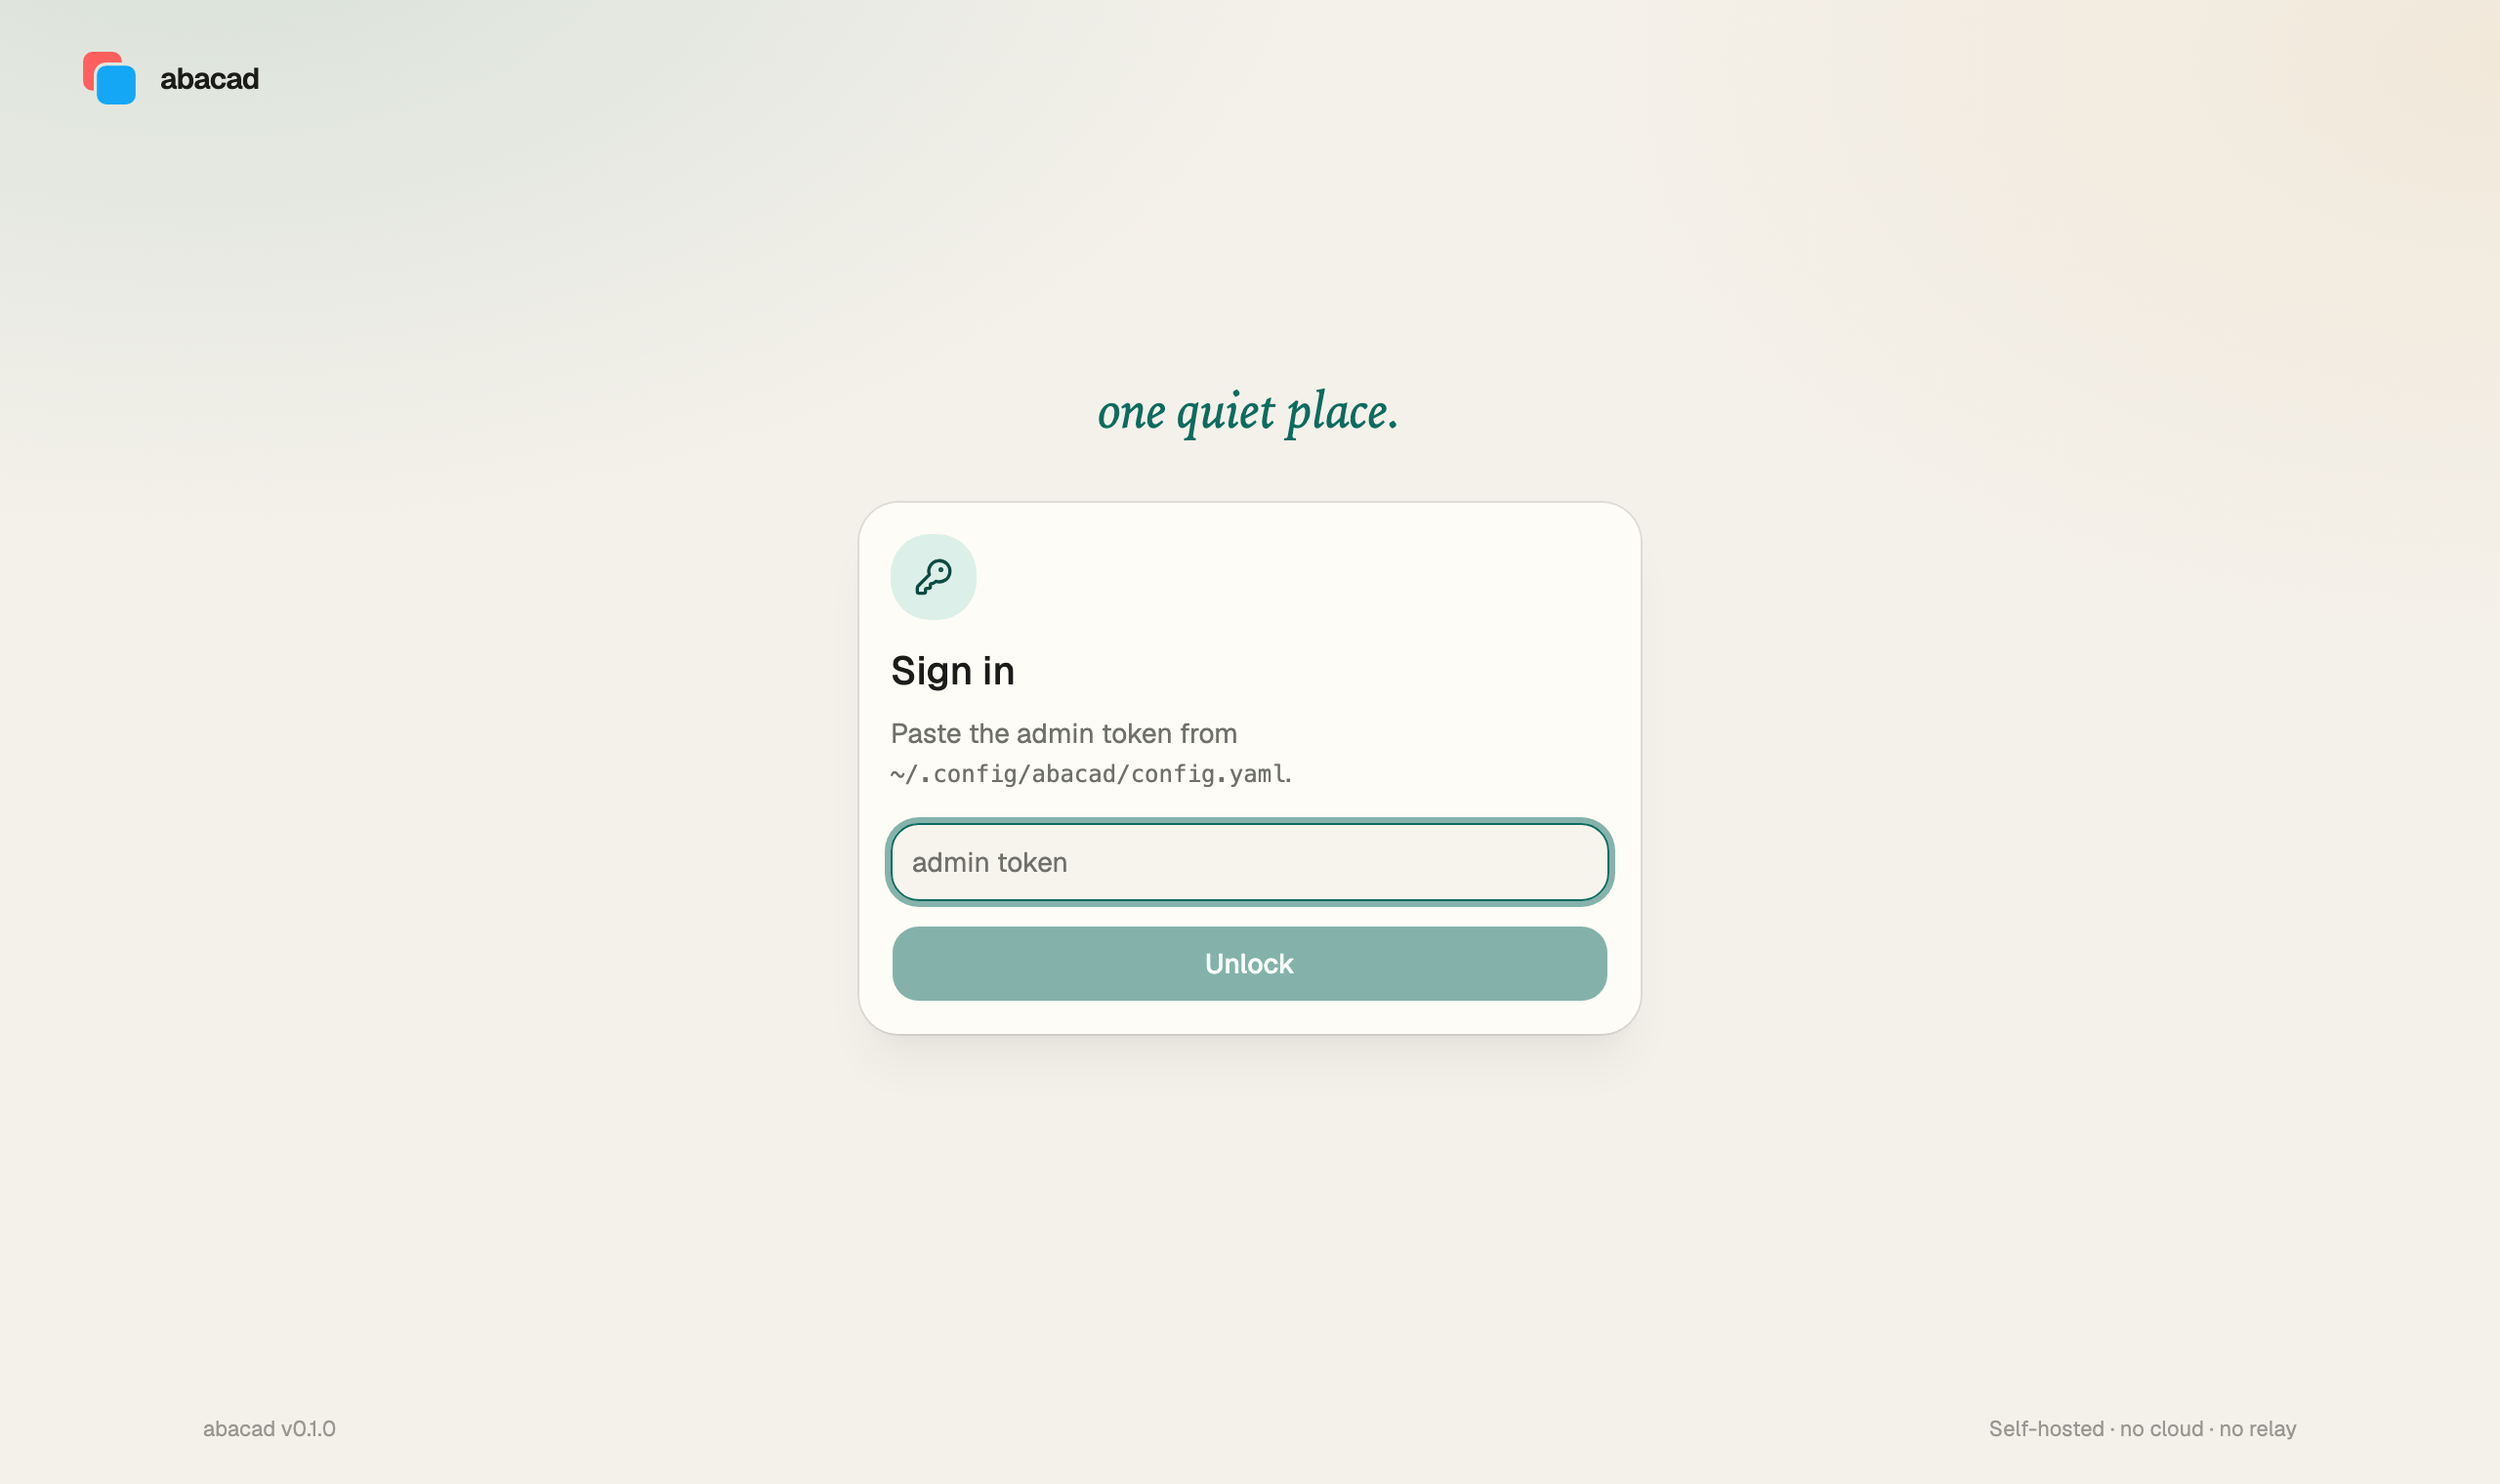 abacad
one quiet place.
Sign in
Paste the admin token from
~/.config/abacad/config.yaml.
admin token
Unlock
abacad v0.1.0
Self-hosted · no cloud · no relay